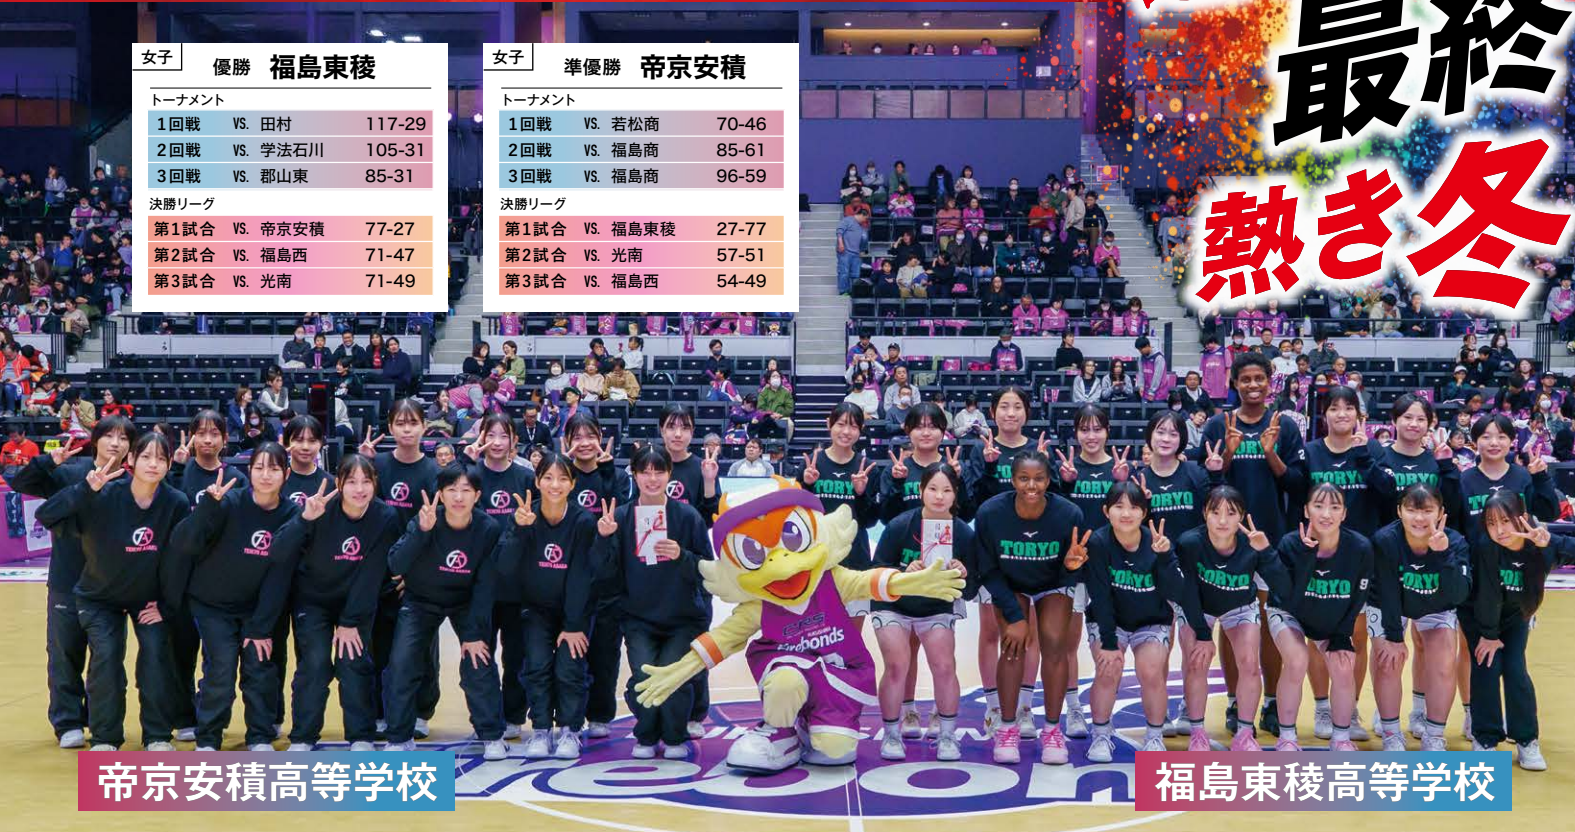 最終
熱き冬
女子
優勝 福島東稜
トーナメント
1回戦 VS. 田村 117-29
2回戦 VS. 学法石川 105-31
3回戦 VS. 郡山東 85-31
決勝リーグ
第1試合 VS. 帝京安積 77-27
第2試合 VS. 福島西 71-47
第3試合 VS. 光南 71-49
女子
準優勝 帝京安積
トーナメント
1回戦 VS. 若松商 70-46
2回戦 VS. 福島商 85-61
3回戦 VS. 福島商 96-59
決勝リーグ
第1試合 VS. 福島東稜 27-77
第2試合 VS. 光南 57-51
第3試合 VS. 福島西 54-49
TORYO
TORYO
TORYO
TORYO
TORYO
TORYO
帝京安積高等学校
福島東稜高等学校